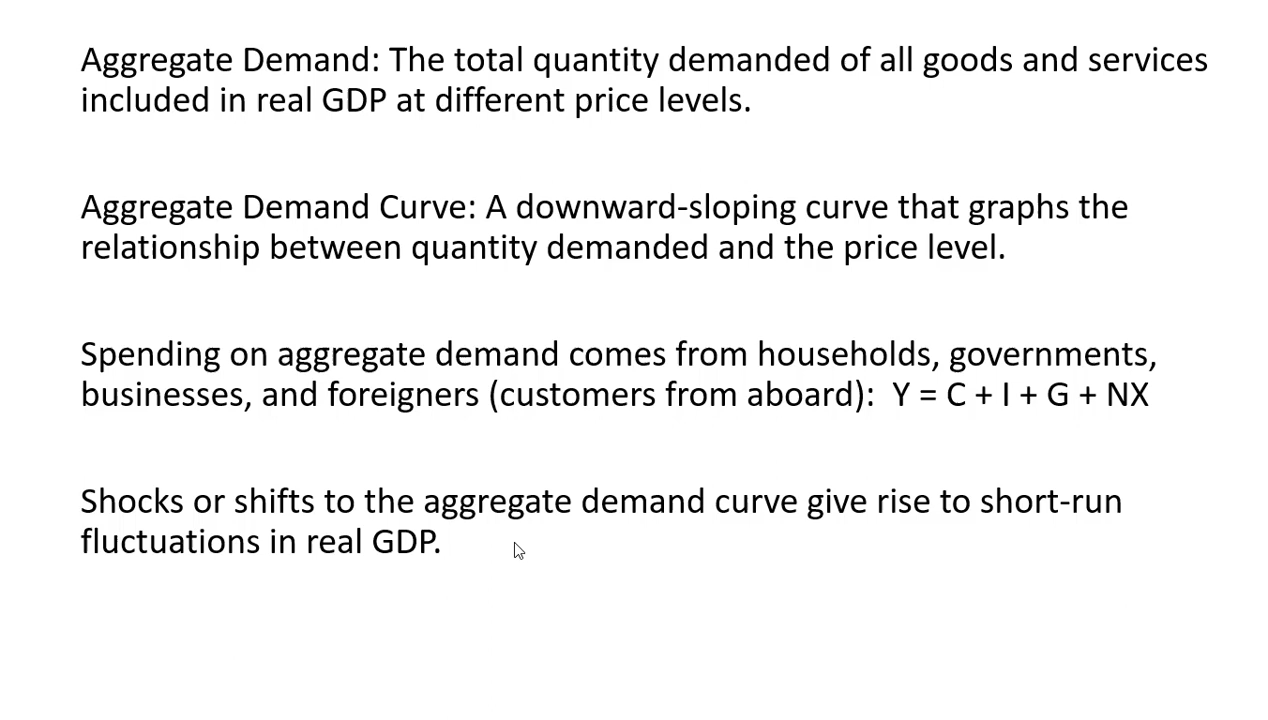 Aggregate Demand: The total quantity demanded of all goods and services
included in real GDP at different price levels.
Aggregate Demand Curve: A downward-sloping curve that graphs the
relationship between quantity demanded and the price level.
Spending on aggregate demand comes from households, governments,
businesses, and foreigners (customers from aboard):  Y = C + I + G + NX
Shocks or shifts to the aggregate demand curve give rise to short-run
fluctuations in real GDP.